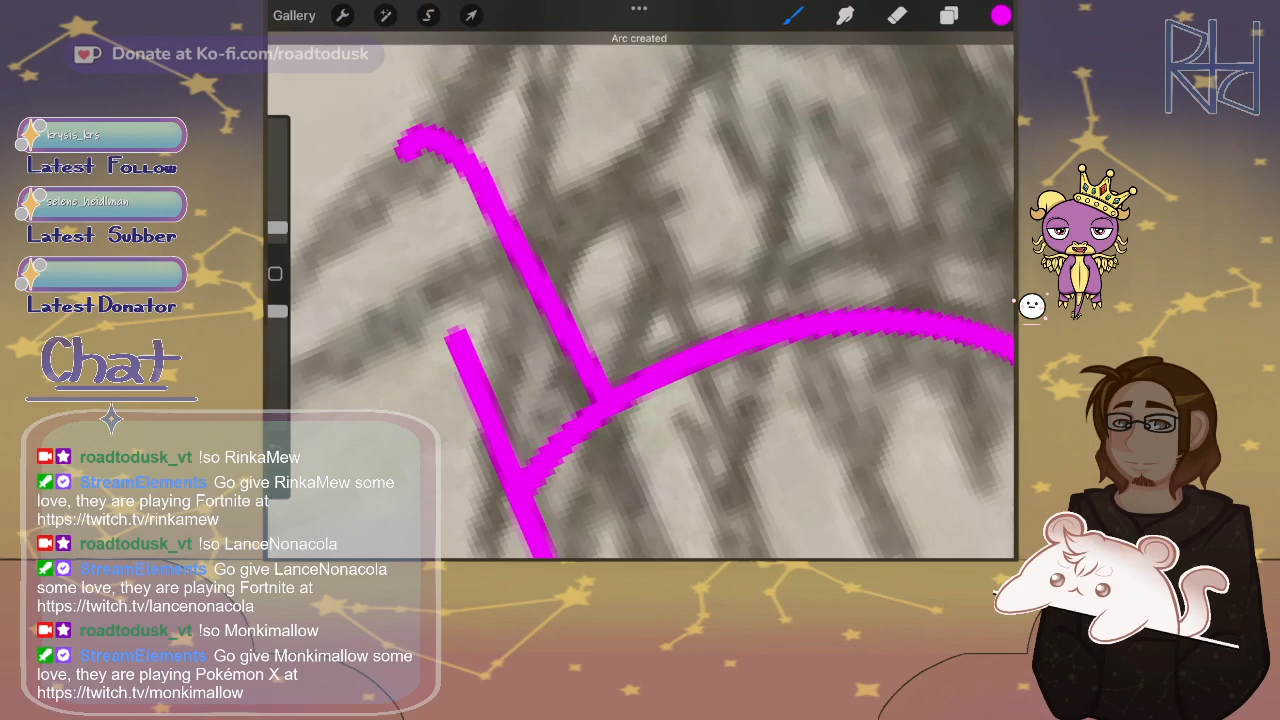 Gallery
Arc created
Donate at Ko-fi.com/roadtodusk
krysis_krs
Latest Follow
selene_heidlman
Latest Subber
Latest Donator
Chat
roadtodusk_vt !so RinkaMew
StreamElements Go give RinkaMew some
love, they are playing Fortnite at
https://twitch.tv/rinkamew
roadtodusk_vt !so LanceNonacola
StreamElements Go give LanceNonacola
some love, they are playing Fortnite at
https://twitch.tv/lancenonacola
roadtodusk_vt !so Monkimallow
StreamElements Go give Monkimallow some
love, they are playing Pokémon X at
https://twitch.tv/monkimallow